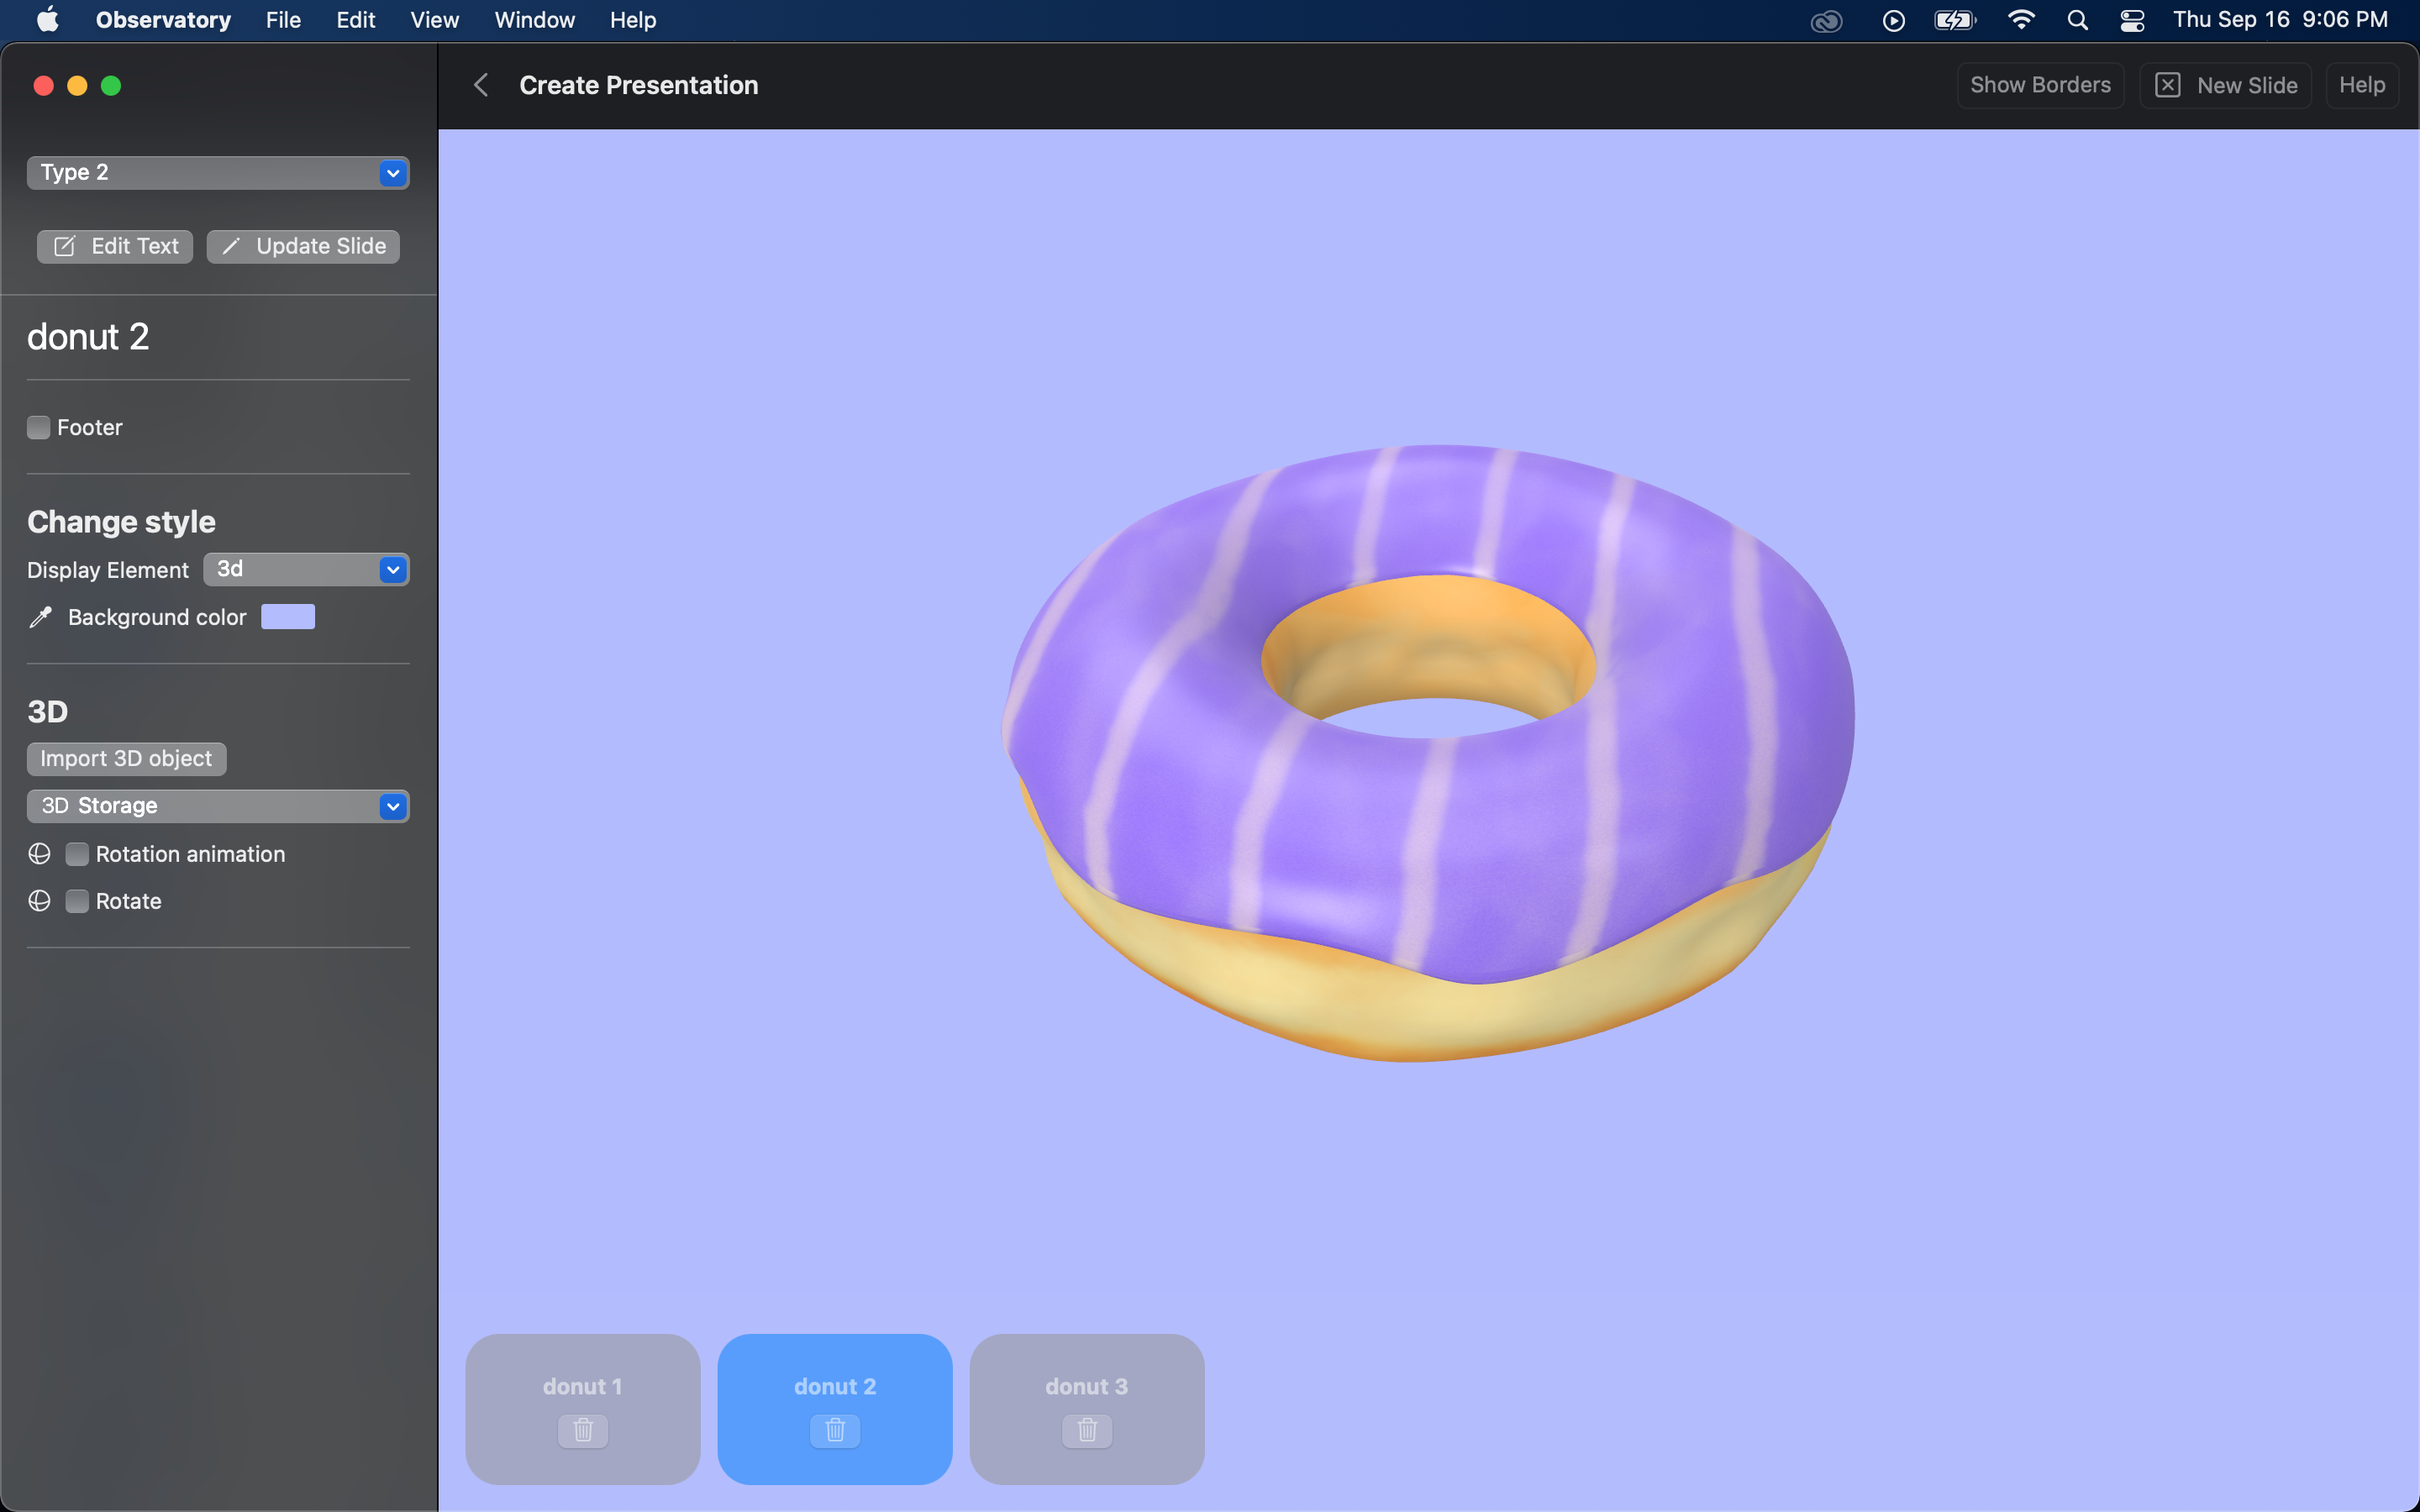 Observatory File Edit View Window Help Thu Sep 16 9:06 PM
Create Presentation Show Borders New Slide Help
Type 2
Edit Text Update Slide
donut 2
Footer
Change style
Display Element 3d
Background color
3D
Import 3D object
3D Storage
Rotation animation
Rotate
donut 1 donut 2 donut 3